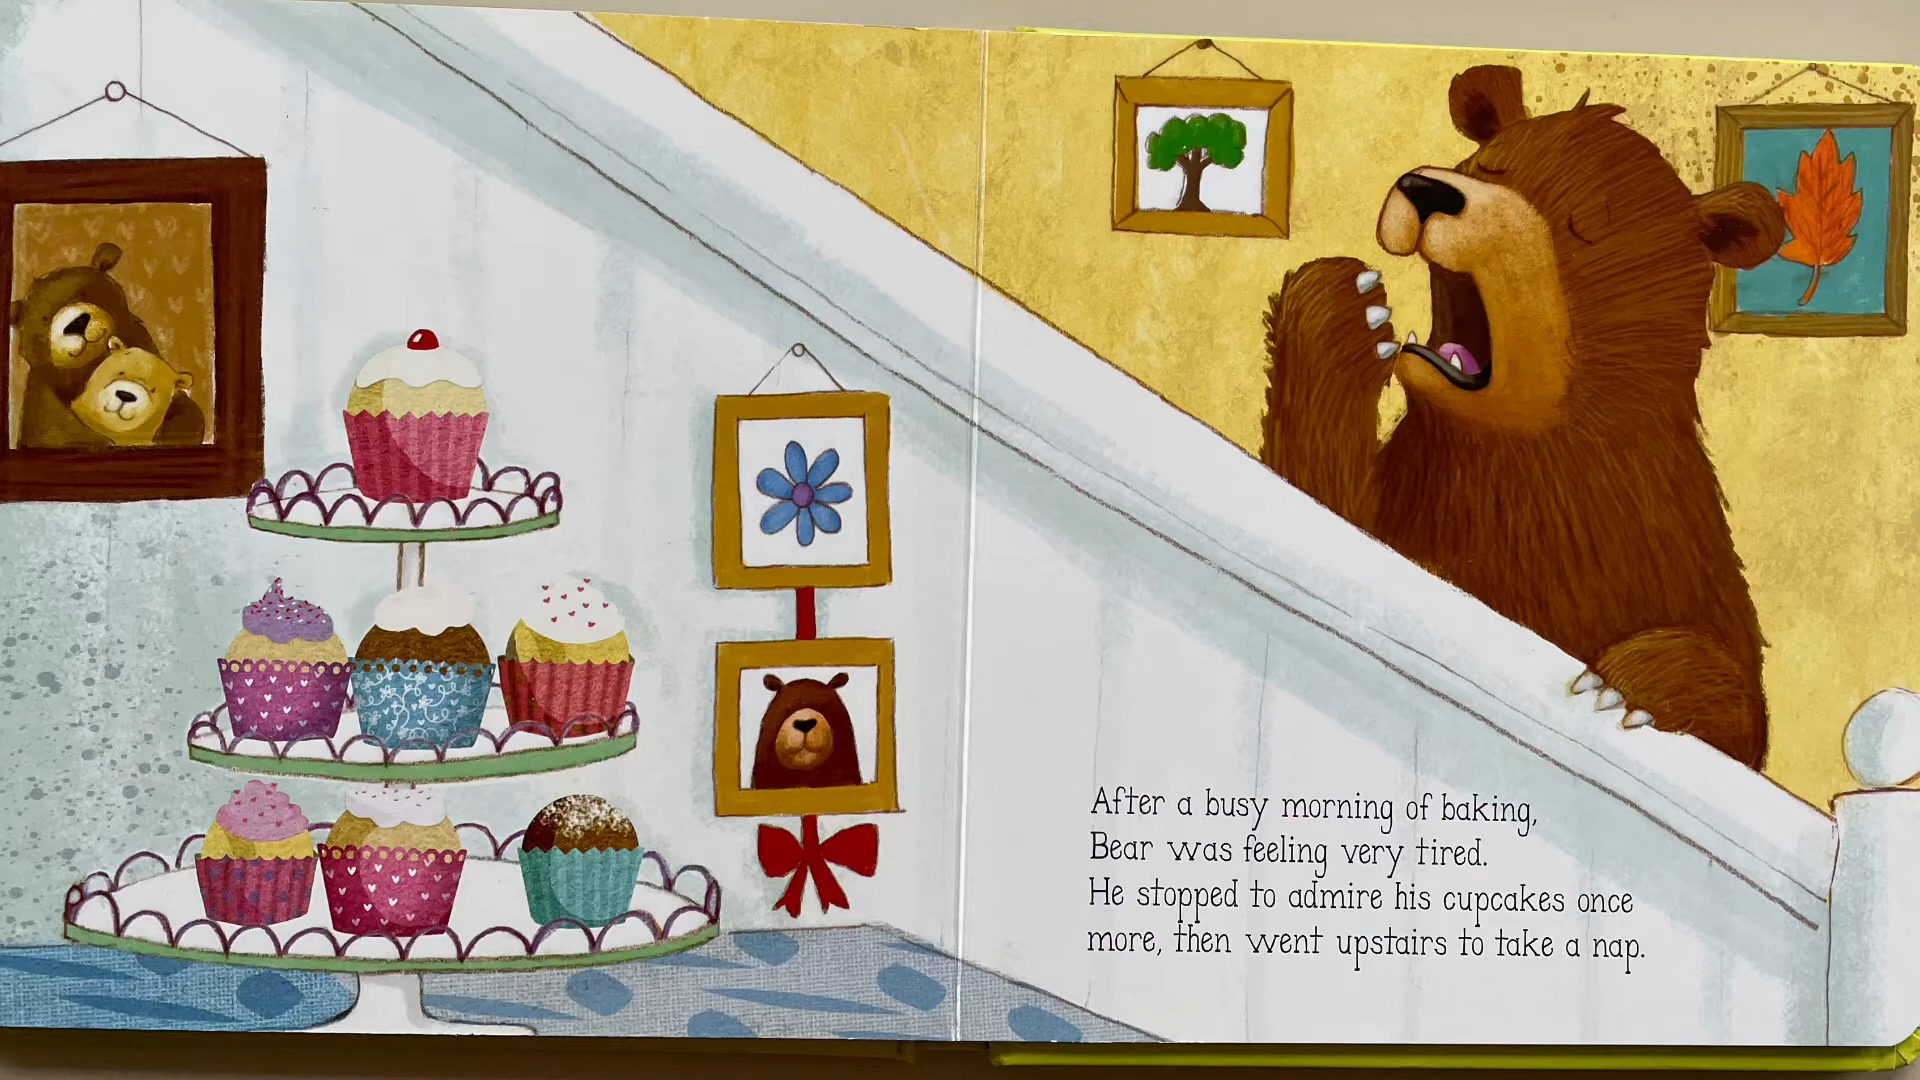 After a busy morning of baking,
Bear was feeling very tired.
He stopped to admire his cupcakes once
more, then went upstairs to take a nap.